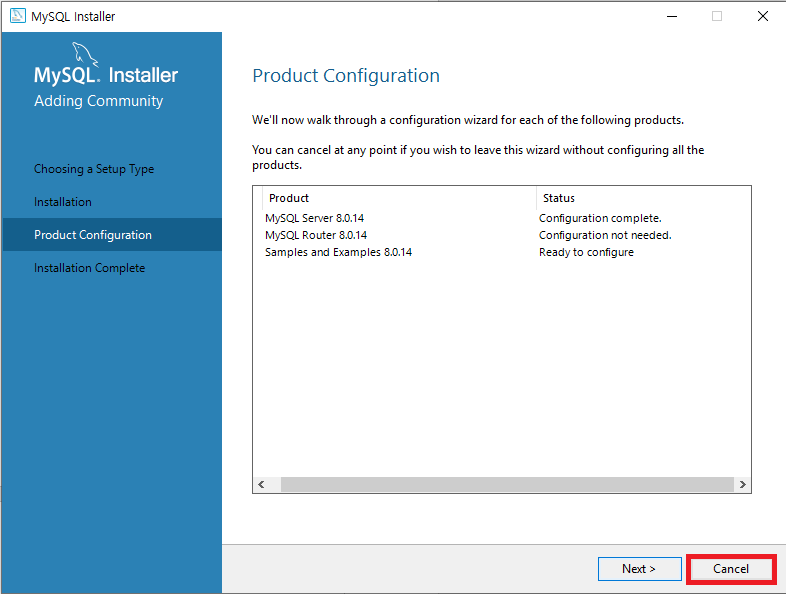 MySQL Installer
MySQL. Installer
Adding Community
Choosing a Setup Type
Installation
Product Configuration
Installation Complete
Product Configuration
We'll now walk through a configuration wizard for each of the following products.
You can cancel at any point if you wish to leave this wizard without configuring all the
products.
Product Status
MySQL Server 8.0.14 Configuration complete.
MySQL Router 8.0.14 Configuration not needed.
Samples and Examples 8.0.14 Ready to configure
Next > Cancel